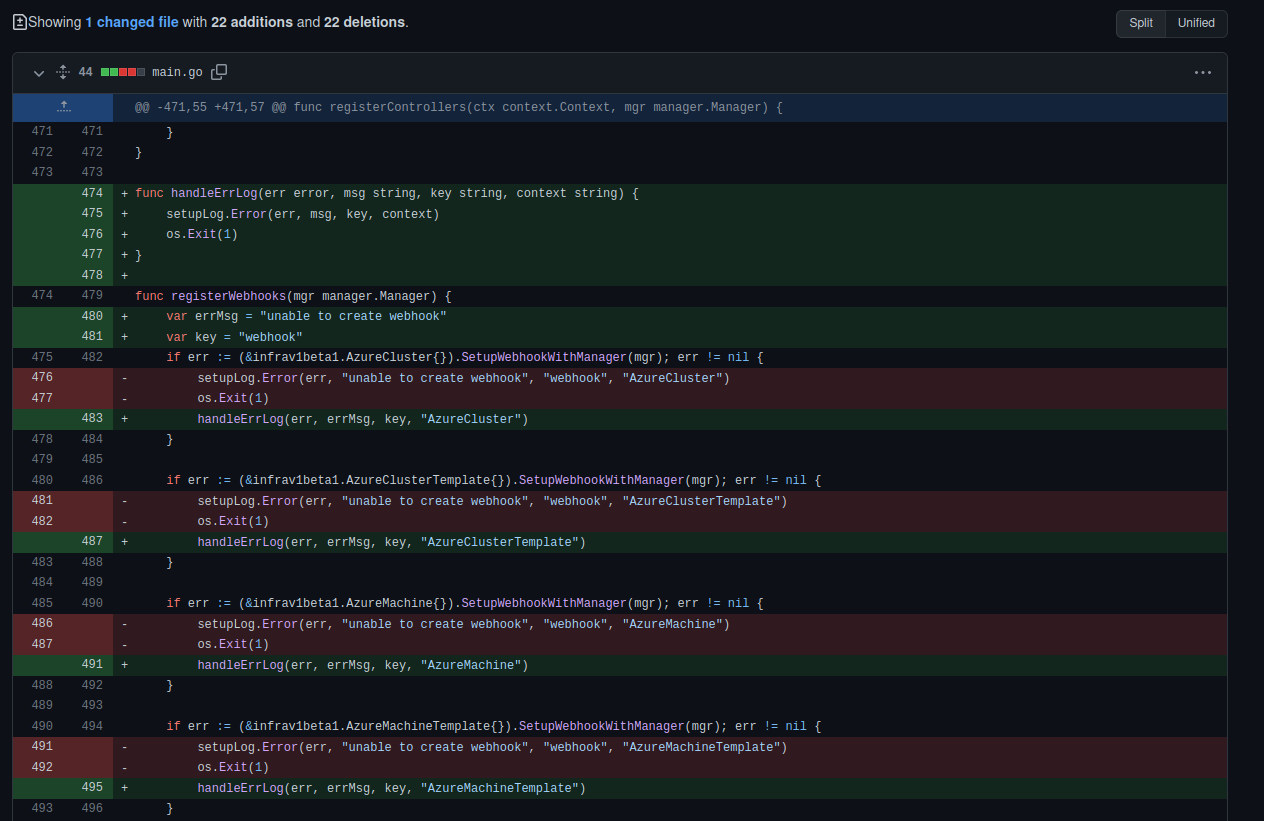 Showing 1 changed file with 22 additions and 22 deletions.
Split Unified
44 main.go
@@ -471,55 +471,57 @@ func registerControllers(ctx context.Context, mgr manager.Manager) {
471 471 }
472 472 }
473 473
474 + func handleErrLog(err error, msg string, key string, context string) {
475 + setupLog.Error(err, msg, key, context)
476 + os.Exit(1)
477 + }
478 +
474 479 func registerWebhooks(mgr manager.Manager) {
480 + var errMsg = "unable to create webhook"
481 + var key = "webhook"
475 482 if err := (&infrav1beta1.AzureCluster{}).SetupWebhookWithManager(mgr); err != nil {
476 - setupLog.Error(err, "unable to create webhook", "webhook", "AzureCluster")
477 - os.Exit(1)
483 + handleErrLog(err, errMsg, key, "AzureCluster")
478 484 }
479 485
480 486 if err := (&infrav1beta1.AzureClusterTemplate{}).SetupWebhookWithManager(mgr); err != nil {
481 - setupLog.Error(err, "unable to create webhook", "webhook", "AzureClusterTemplate")
482 - os.Exit(1)
487 + handleErrLog(err, errMsg, key, "AzureClusterTemplate")
483 488 }
484 489
485 490 if err := (&infrav1beta1.AzureMachine{}).SetupWebhookWithManager(mgr); err != nil {
486 - setupLog.Error(err, "unable to create webhook", "webhook", "AzureMachine")
487 - os.Exit(1)
491 + handleErrLog(err, errMsg, key, "AzureMachine")
488 492 }
489 493
490 494 if err := (&infrav1beta1.AzureMachineTemplate{}).SetupWebhookWithManager(mgr); err != nil {
491 - setupLog.Error(err, "unable to create webhook", "webhook", "AzureMachineTemplate")
492 - os.Exit(1)
495 + handleErrLog(err, errMsg, key, "AzureMachineTemplate")
493 496 }